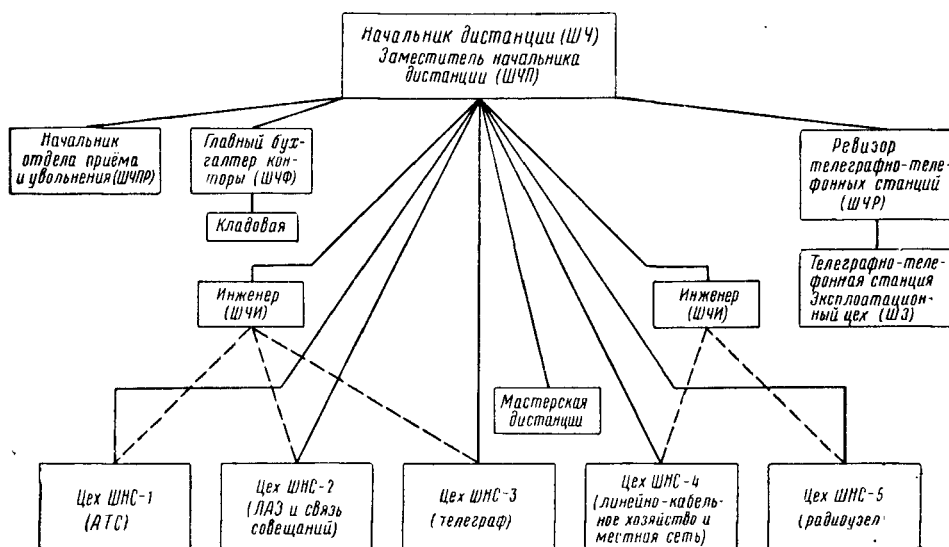 Начальник дистанции (ШЧ)
Заместитель начальника
дистанции (ШЧП)
Начальник
отдела приёма
и увольнения (ШЧПР)
Главный бух-
галтер кон-
торы (ШЧФ)
Кладовая
Ревизор
телеграфно-теле-
фонных станций
(ШЧР)
Телеграфно-теле-
фонная станция
Эксплоатацион-
ный цех (ШЗ)
Инженер
(ШЧИ)
Инженер
(ШЧИ)
Мастерская
дистанции
Цех ШНС-1
(АТС)
Цех ШНС-2
(ЛАЗ и связь
совещаний)
Цех ШНС-3
(телеграф)
Цех ШНС-4
(линейно-кабель-
ное хозяйство и
местная сеть)
Цех ШНС-5
(радиоузел